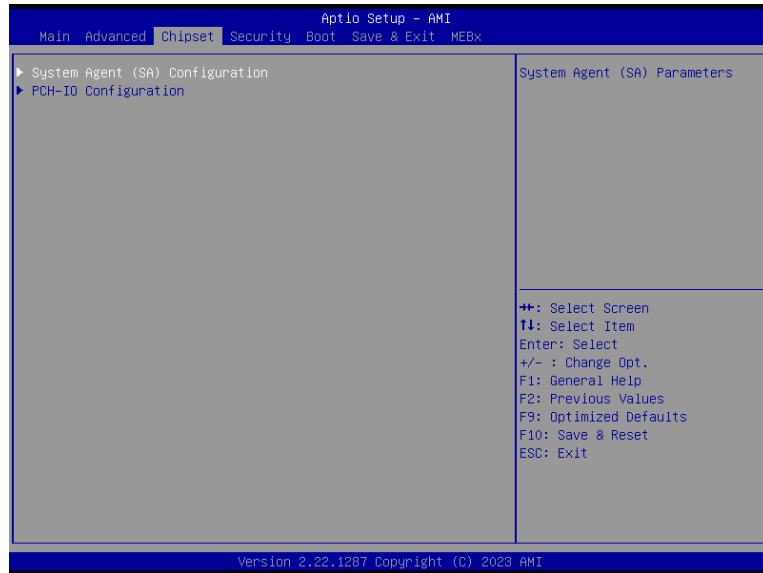 Aptio Setup – AMI
Main Advanced Chipset Security Boot Save & Exit MEBx
▶ System Agent (SA) Configuration
▶ PCH-IO Configuration
System Agent (SA) Parameters
→←: Select Screen
↑↓: Select Item
Enter: Select
+/- : Change Opt.
F1: General Help
F2: Previous Values
F9: Optimized Defaults
F10: Save & Reset
ESC: Exit
Version 2.22.1287 Copyright (C) 2023 AMI